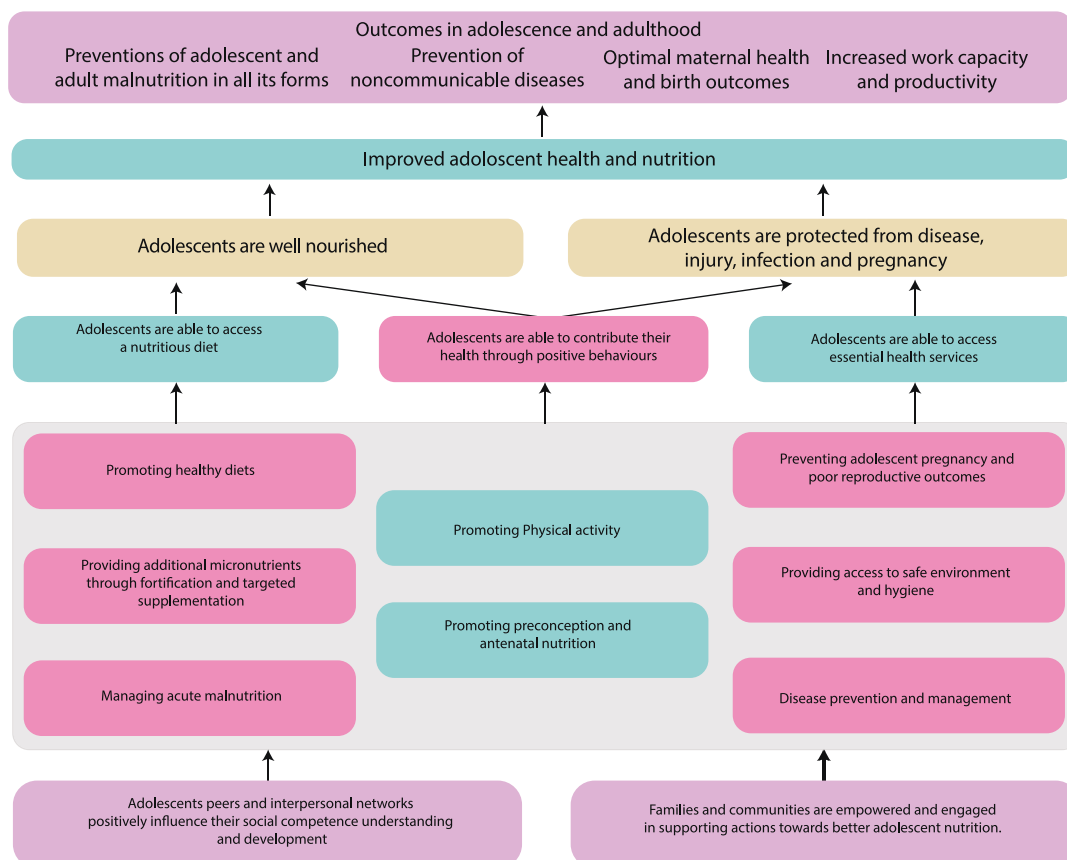 Outcomes in adolescence and adulthood
Preventions of adolescent and
adult malnutrition in all its forms
Prevention of
noncommunicable diseases
Optimal maternal health
and birth outcomes
Increased work capacity
and productivity
Improved adoloscent health and nutrition
Adolescents are well nourished
Adolescents are protected from disease,
injury, infection and pregnancy
Adolescents are able to access
a nutritious diet
Adolescents are able to contribute their
health through positive behaviours
Adolescents are able to access
essential health services
Promoting healthy diets
Providing additional micronutrients
through fortification and targeted
supplementation
Managing acute malnutrition
Promoting Physical activity
Promoting preconception and
antenatal nutrition
Preventing adolescent pregnancy and
poor reproductive outcomes
Providing access to safe environment
and hygiene
Disease prevention and management
Adolescents peers and interpersonal networks
positively influence their social competence understanding
and development
Families and communities are empowered and engaged
in supporting actions towards better adolescent nutrition.